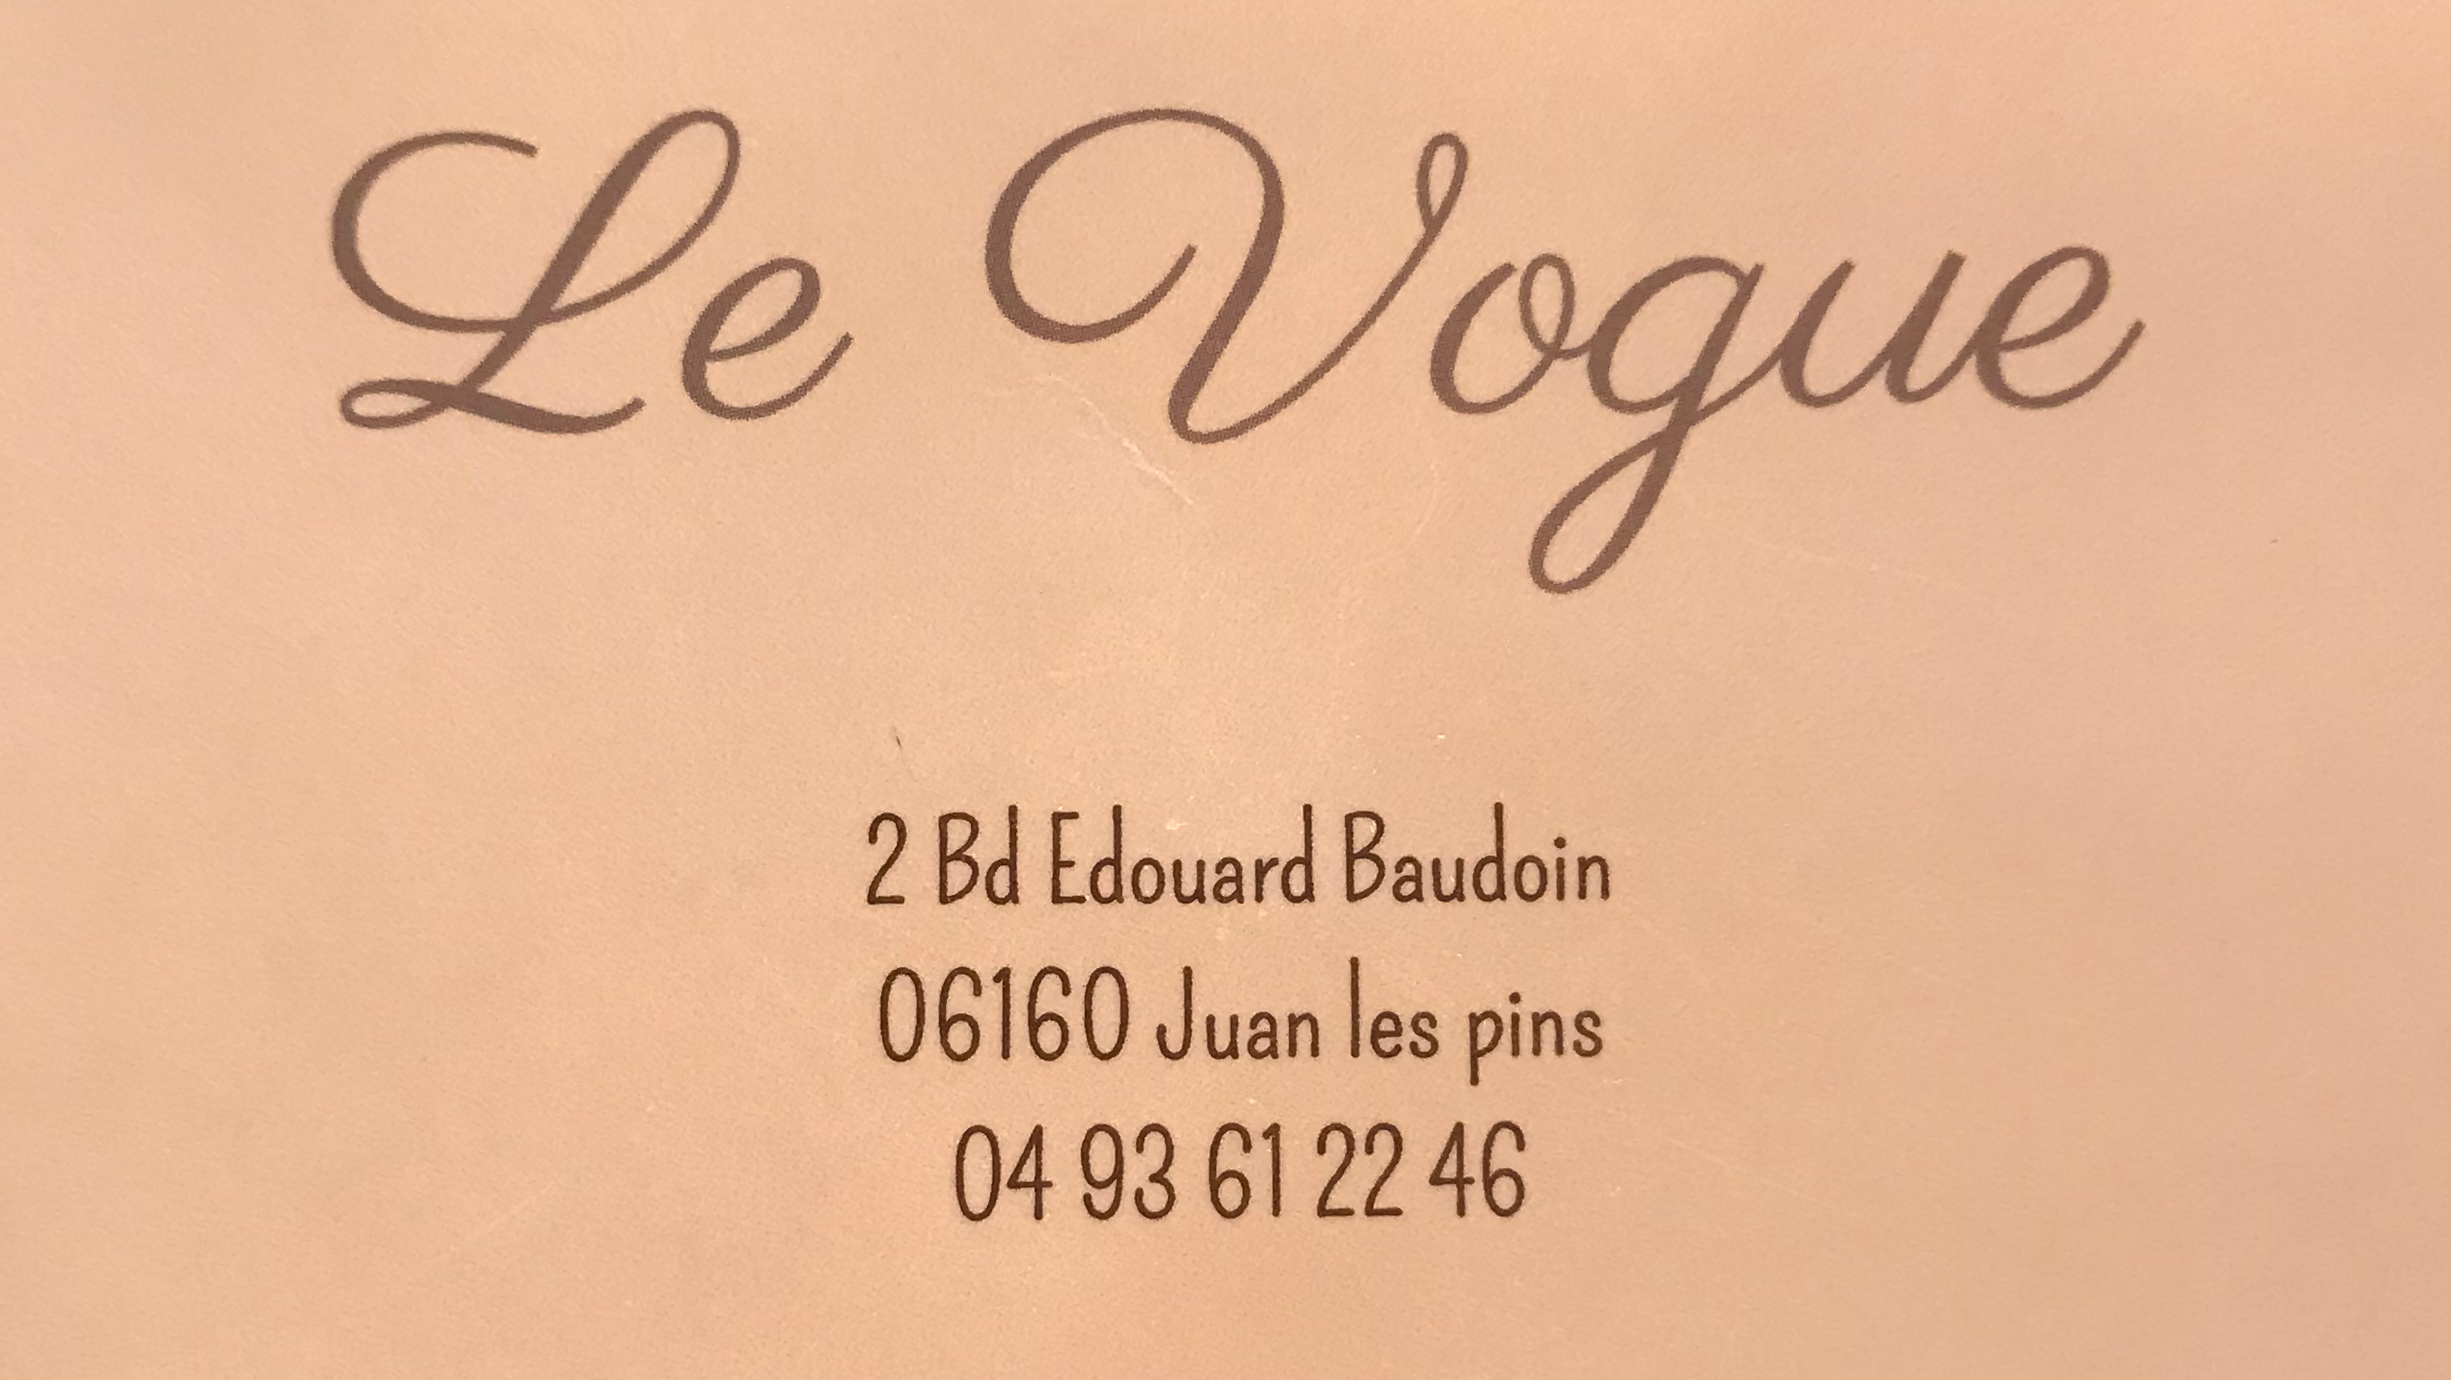 Le Vogue
2 Bd Edouard Baudoin
06160 Juan les pins
04 93 61 22 46